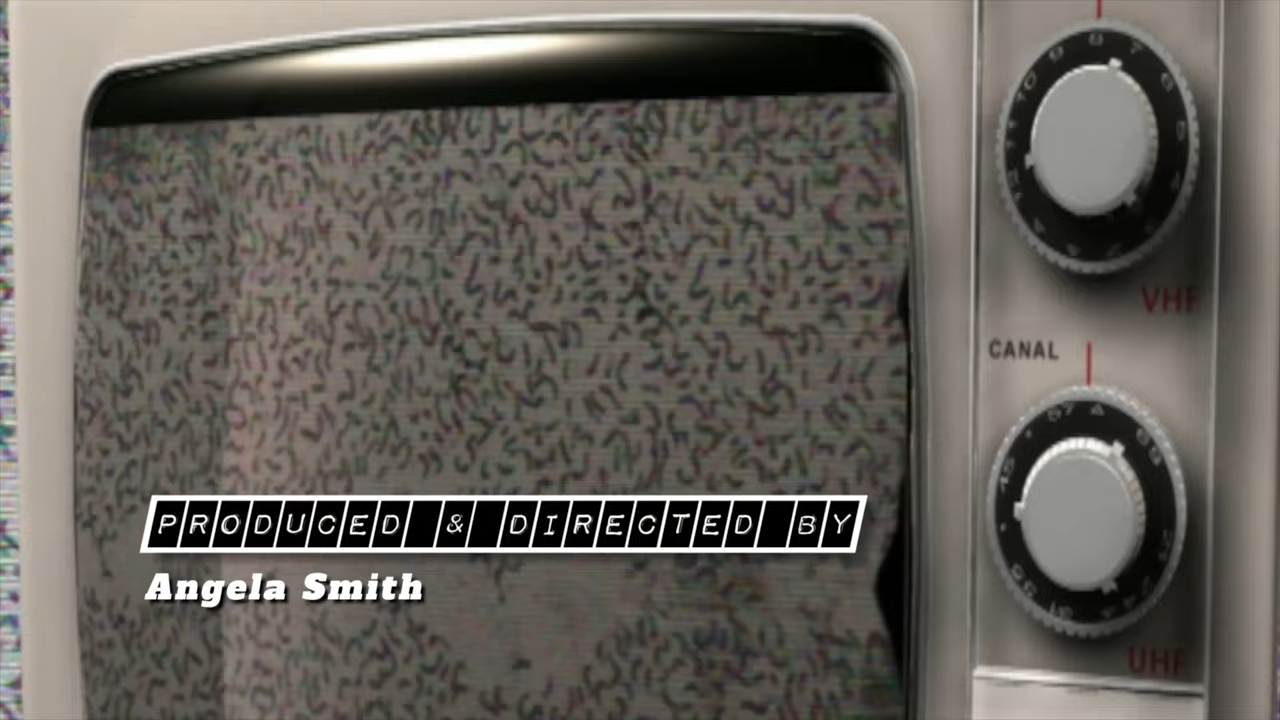 VHF
CANAL
UHF
PRODUCED & DIRECTED BY
Angela Smith